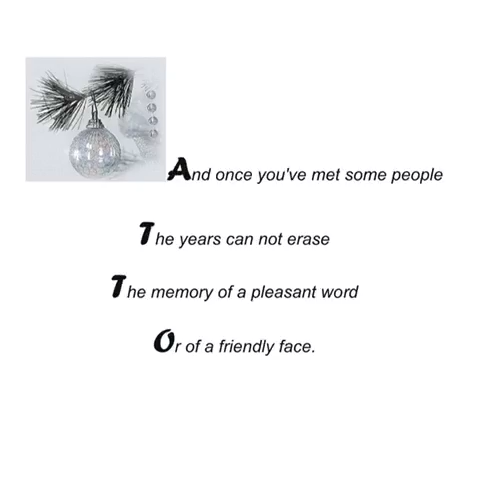 And once you've met some people
The years can not erase
The memory of a pleasant word
Or of a friendly face.